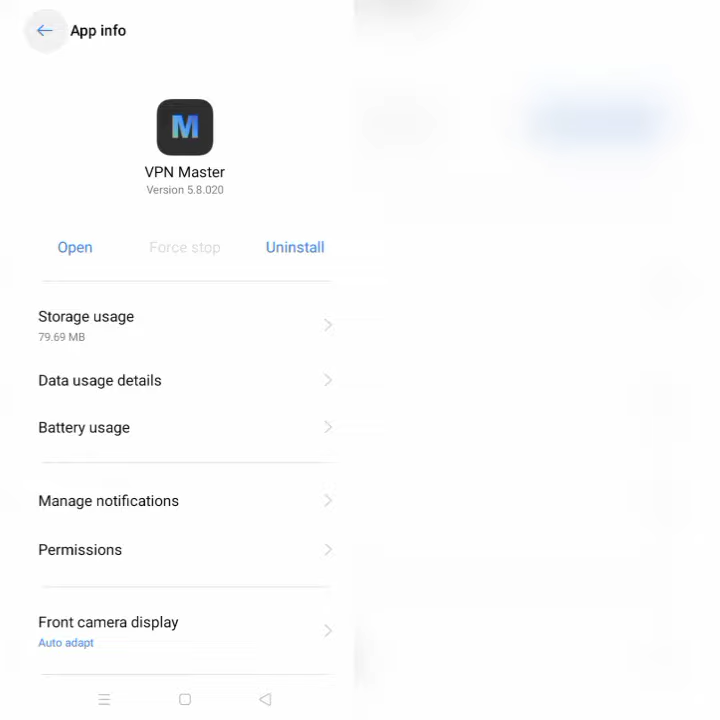 App info
M
VPN Master
Version 5.8.020
Open Force stop Uninstall
Storage usage
79.69 MB
Data usage details
Battery usage
Manage notifications
Permissions
Front camera display
Auto adapt